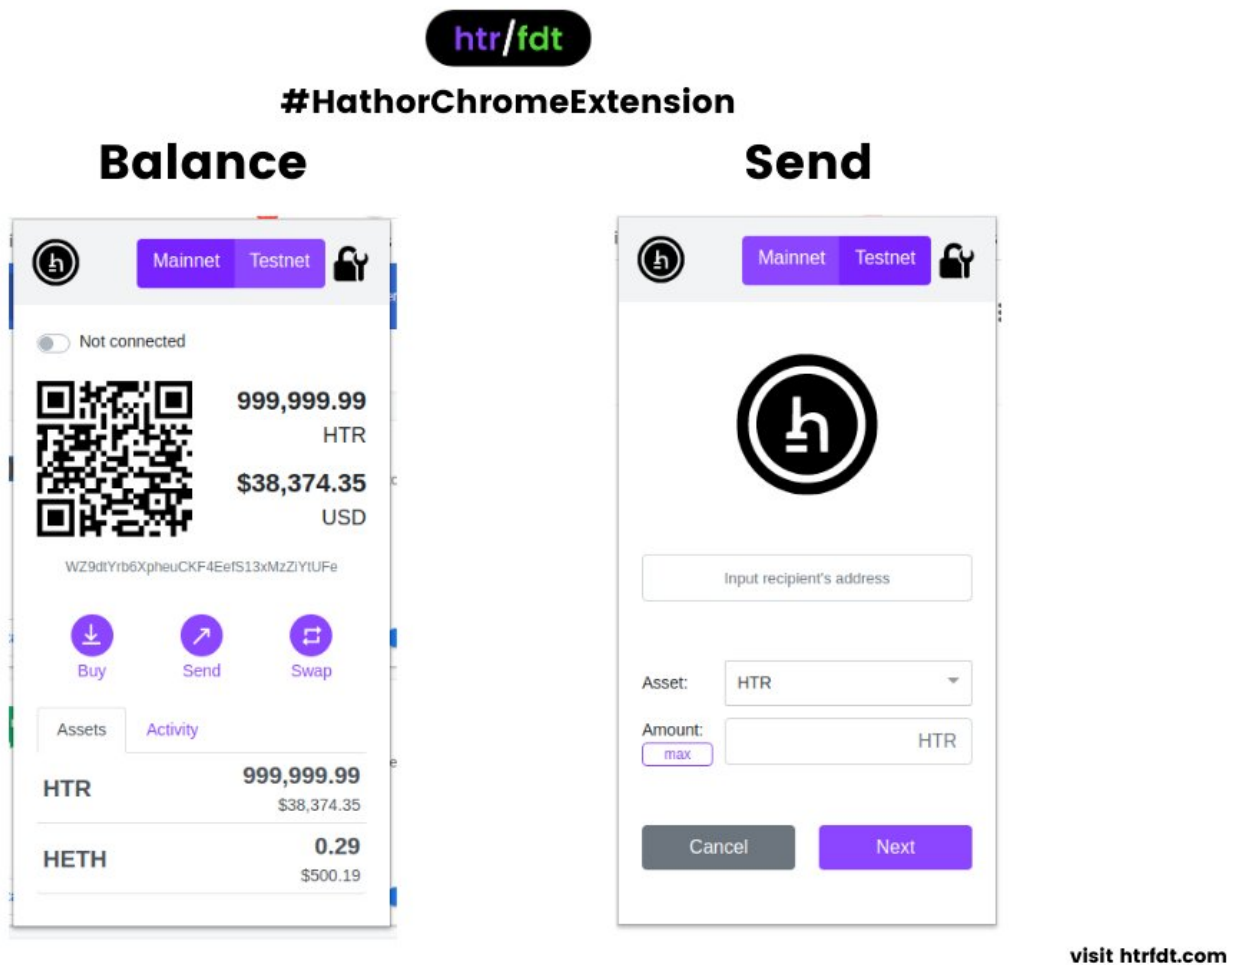 htr/fdt
#HathorChromeExtension
Balance
Mainnet Testnet
Not connected
999,999.99
HTR
$38,374.35
USD
WZ9dtYrb6XpheuCKF4EefS13xMzZiYtUFe
Buy Send Swap
Assets Activity
HTR 999,999.99
$38,374.35
HETH 0.29
$500.19
Send
Mainnet Testnet
Input recipient's address
Asset: HTR
Amount: HTR
max
Cancel Next
visit htrfdt.com